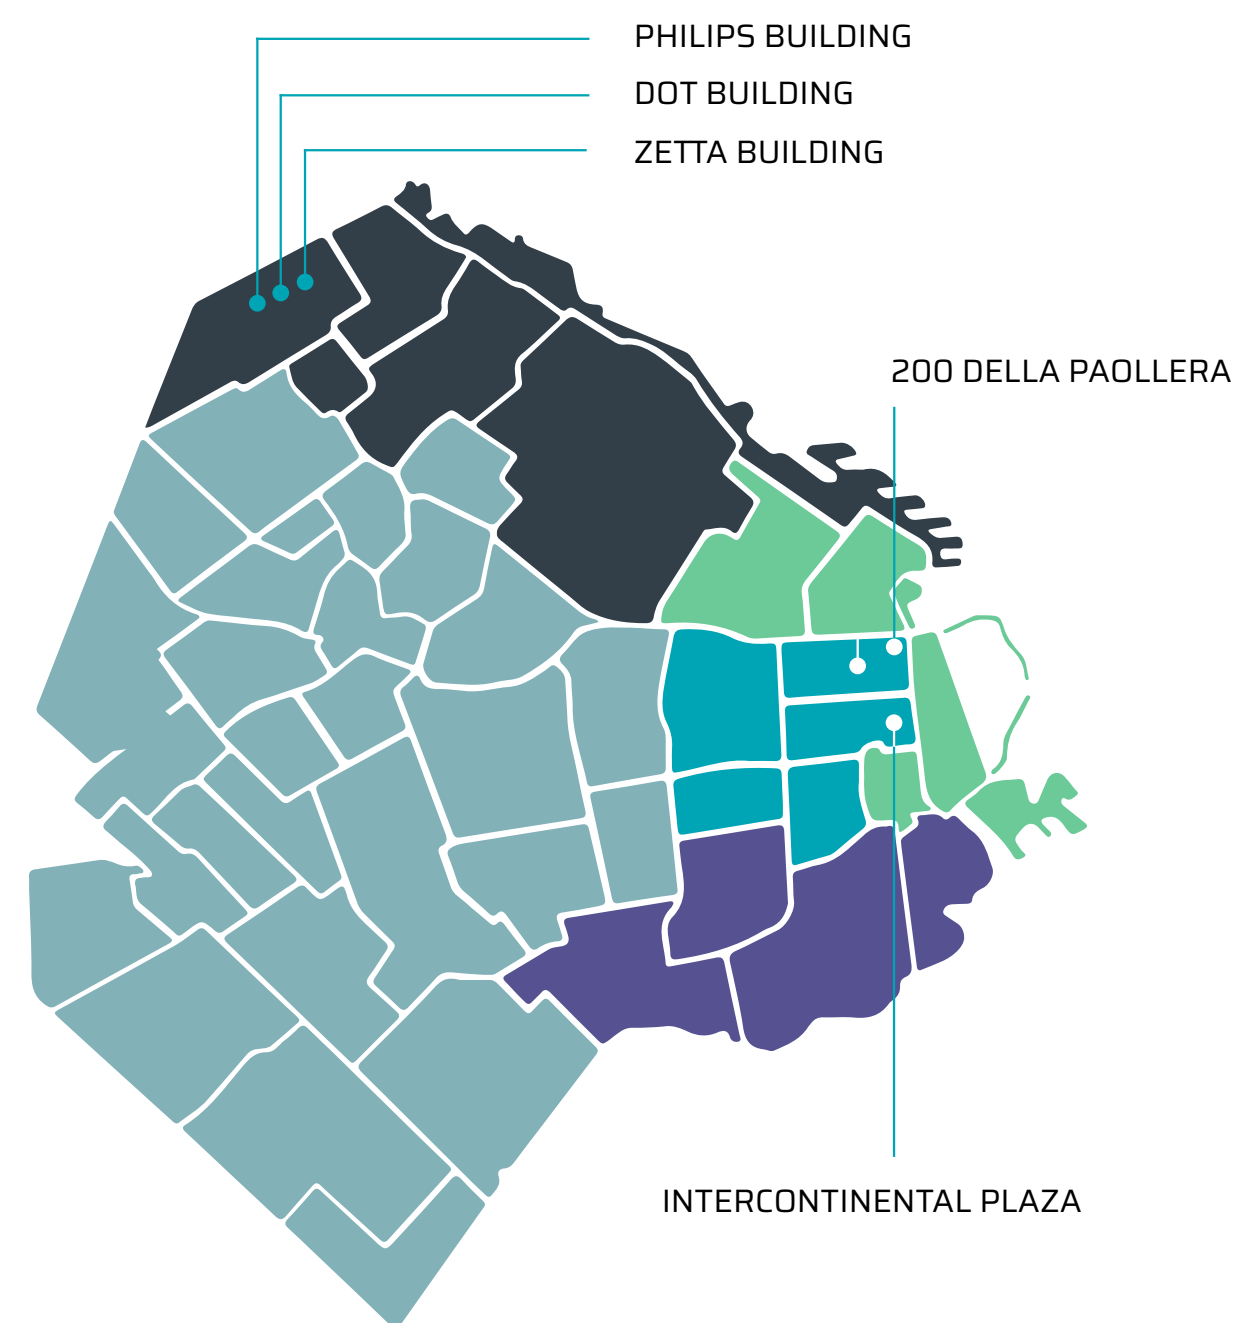 PHILIPS BUILDING
DOT BUILDING
ZETTA BUILDING
200 DELLA PAOLLERA
INTERCONTINENTAL PLAZA